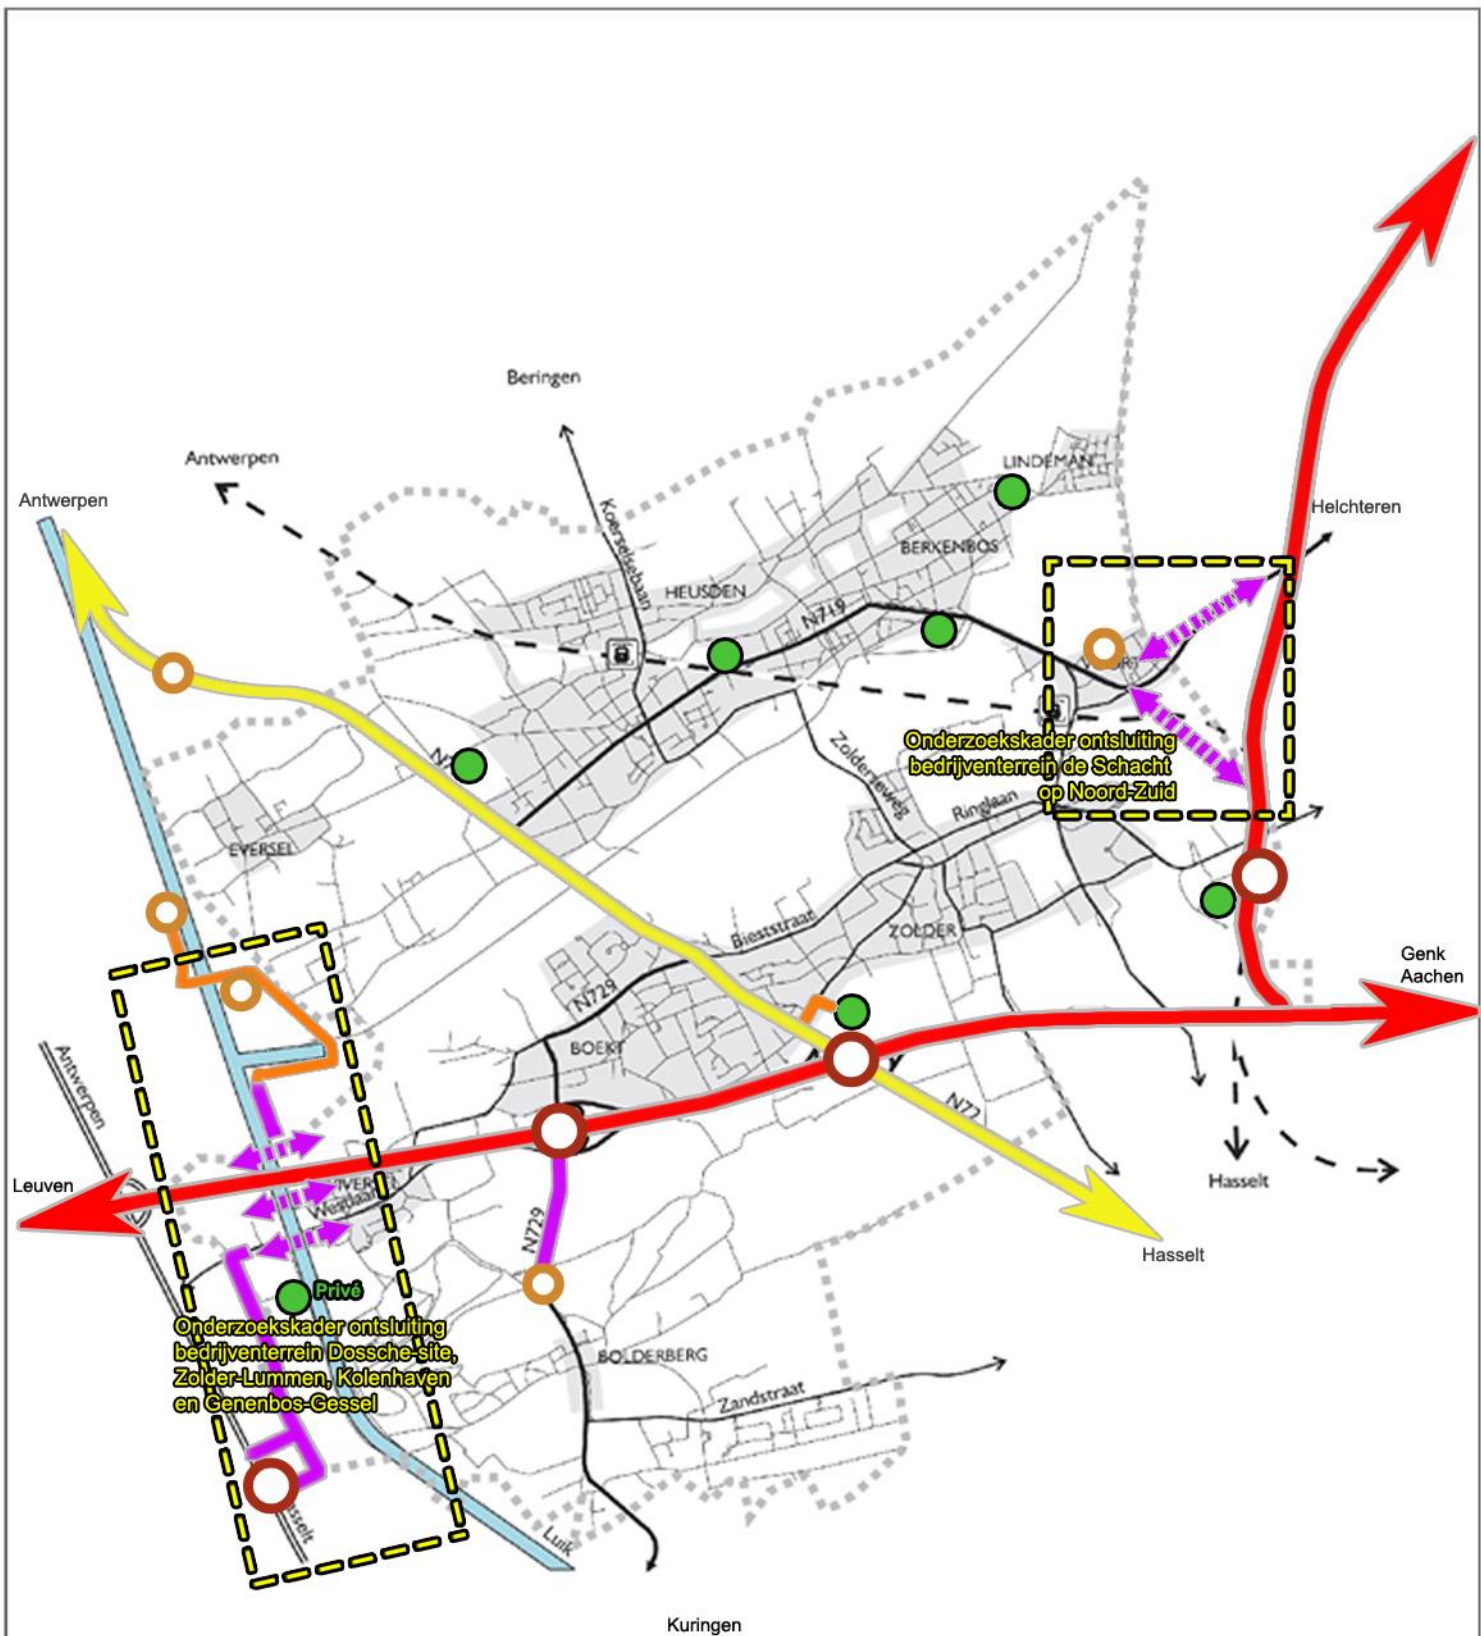 Beringen
Antwerpen
Antwerpen
LINDEMAN
Helchteren
Koerselsebaan
BERKENBOS
HEUSDEN
N719
Onderzoekskader ontsluiting
bedrijventerrein de Schacht
op Noord-Zuid
Zolderseweg
Ringlaan
EVERSEL
Bieststraat
ZOLDER
Genk
Aachen
N729
BOEKT
Antwerpen
N72
Leuven
Westlaan
Hasselt
N729
Hasselt
Privé
Onderzoekskader ontsluiting
bedrijventerrein Dossche-site,
Zolder-Lummen, Kolenhaven
en Genenbos-Gessel
BOLDERBERG
Zandstraat
Luik
Kuringen